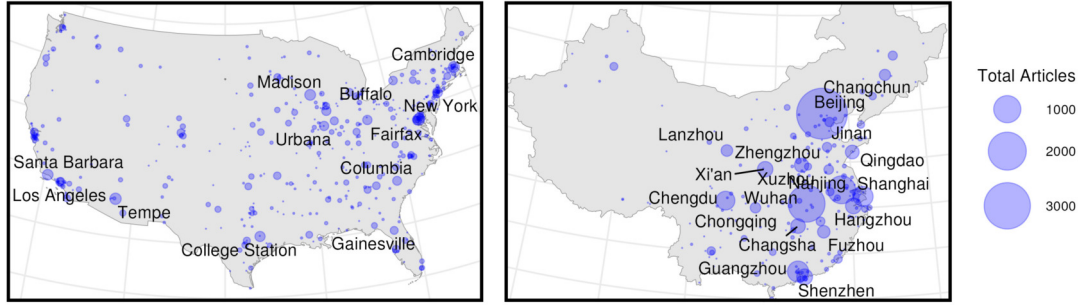 Cambridge
Madison
Buffalo
New York
Urbana
Fairfax
Santa Barbara
Columbia
Los Angeles
Tempe
College Station
Gainesville
Changchun
Beijing
Lanzhou
Jinan
Zhengzhou
Qingdao
Xi'an
Xuzhou
Nanjing
Shanghai
Chengdu
Wuhan
Chongqing
Hangzhou
Changsha
Fuzhou
Guangzhou
Shenzhen
Total Articles
1000
2000
3000